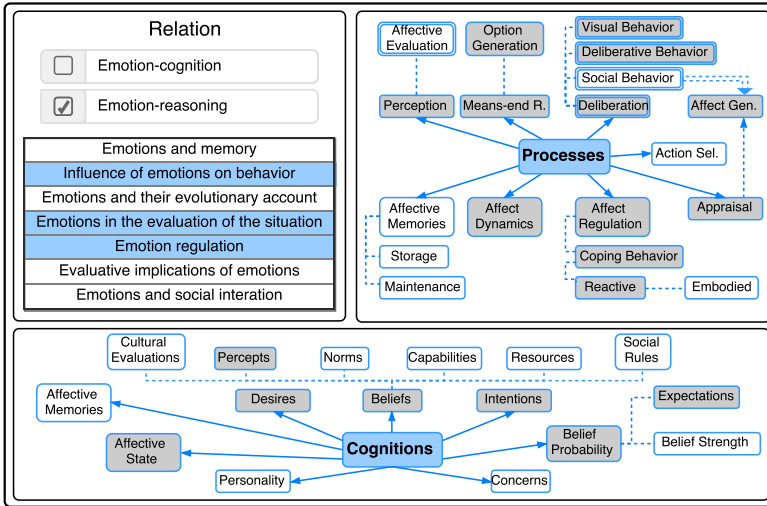 Relation
Emotion-cognition
Emotion-reasoning
Emotions and memory
Influence of emotions on behavior
Emotions and their evolutionary account
Emotions in the evaluation of the situation
Emotion regulation
Evaluative implications of emotions
Emotions and social interation
Affective
Evaluation
Option
Generation
Visual Behavior
Deliberative Behavior
Social Behavior
Perception
Means-end R.
Deliberation
Affect Gen.
Processes
Action Sel.
Affective
Memories
Affect
Dynamics
Affect
Regulation
Appraisal
Storage
Coping Behavior
Maintenance
Reactive
Embodied
Cultural
Evaluations
Percepts
Norms
Capabilities
Resources
Social
Rules
Affective
Memories
Desires
Beliefs
Intentions
Expectations
Affective
State
Cognitions
Belief
Probability
Belief Strength
Personality
Concerns